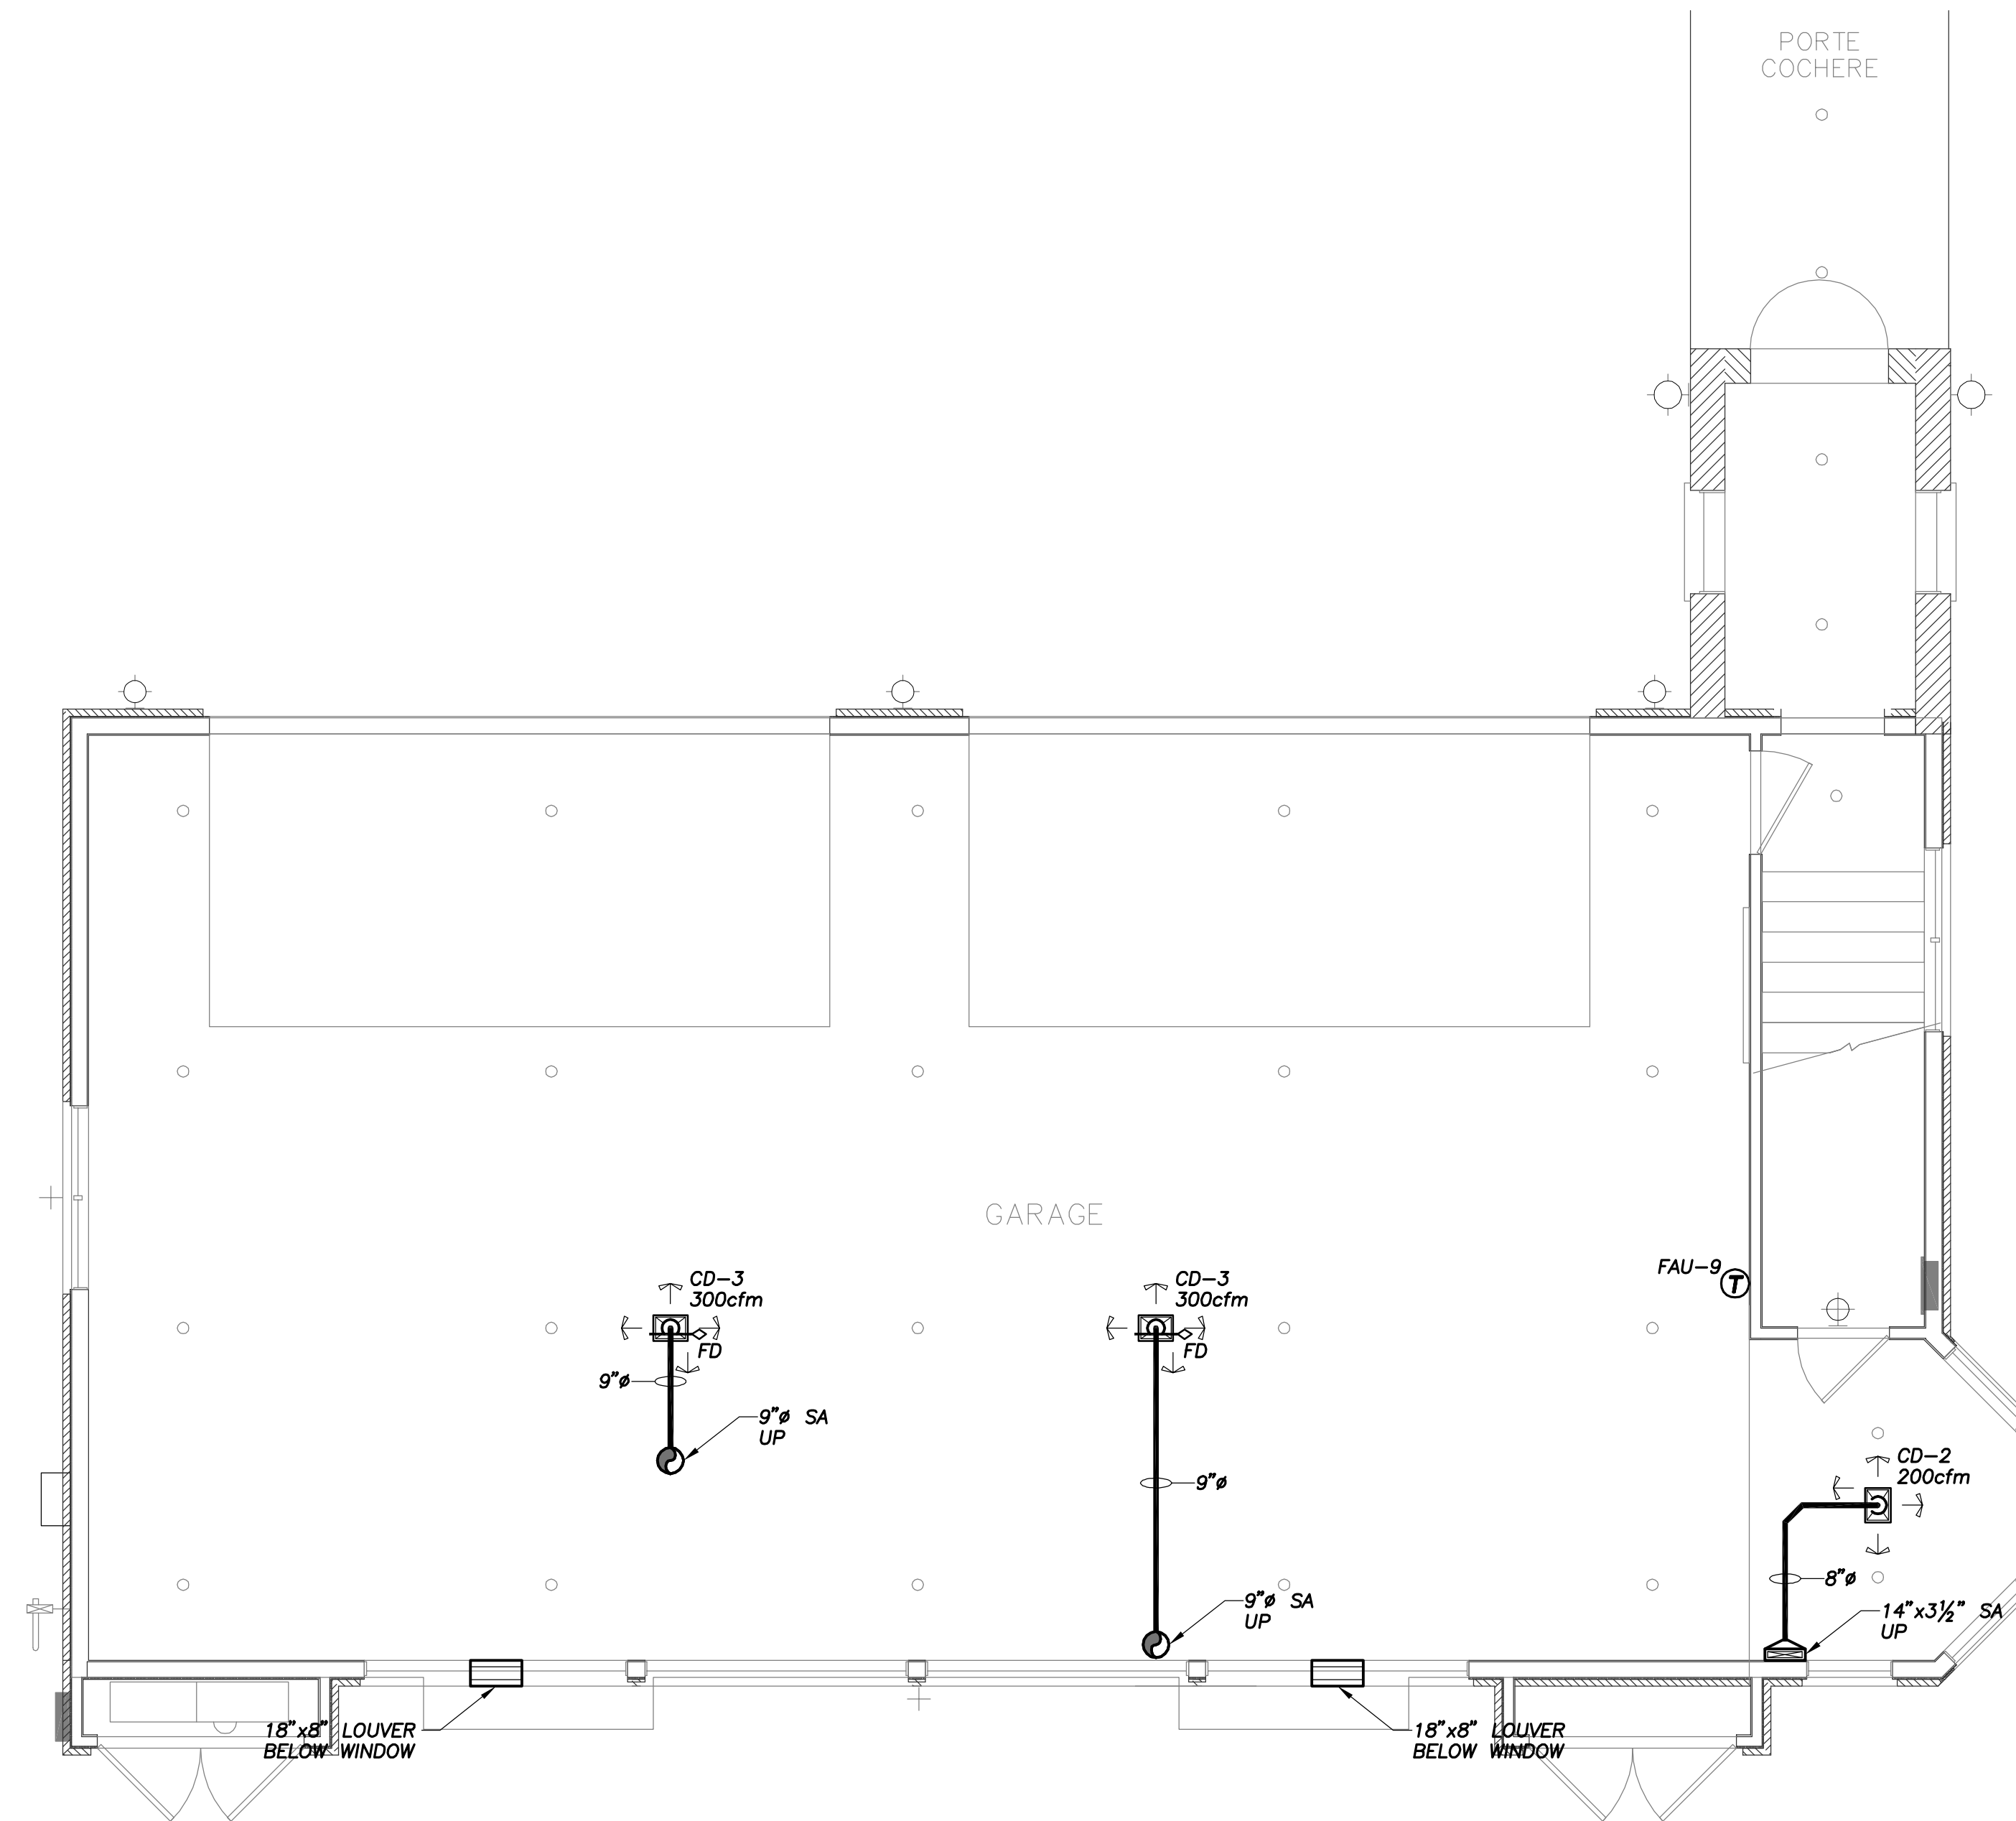 PORTE
COCHERE
GARAGE
FAU-9
T
CD-3
300cfm
FD
9"ø
9"ø SA
UP
CD-3
300cfm
FD
9"ø
9"ø SA
UP
CD-2
200cfm
8"ø
14"x3½" SA
UP
18"x8" LOUVER
BELOW WINDOW
18"x8" LOUVER
BELOW WINDOW